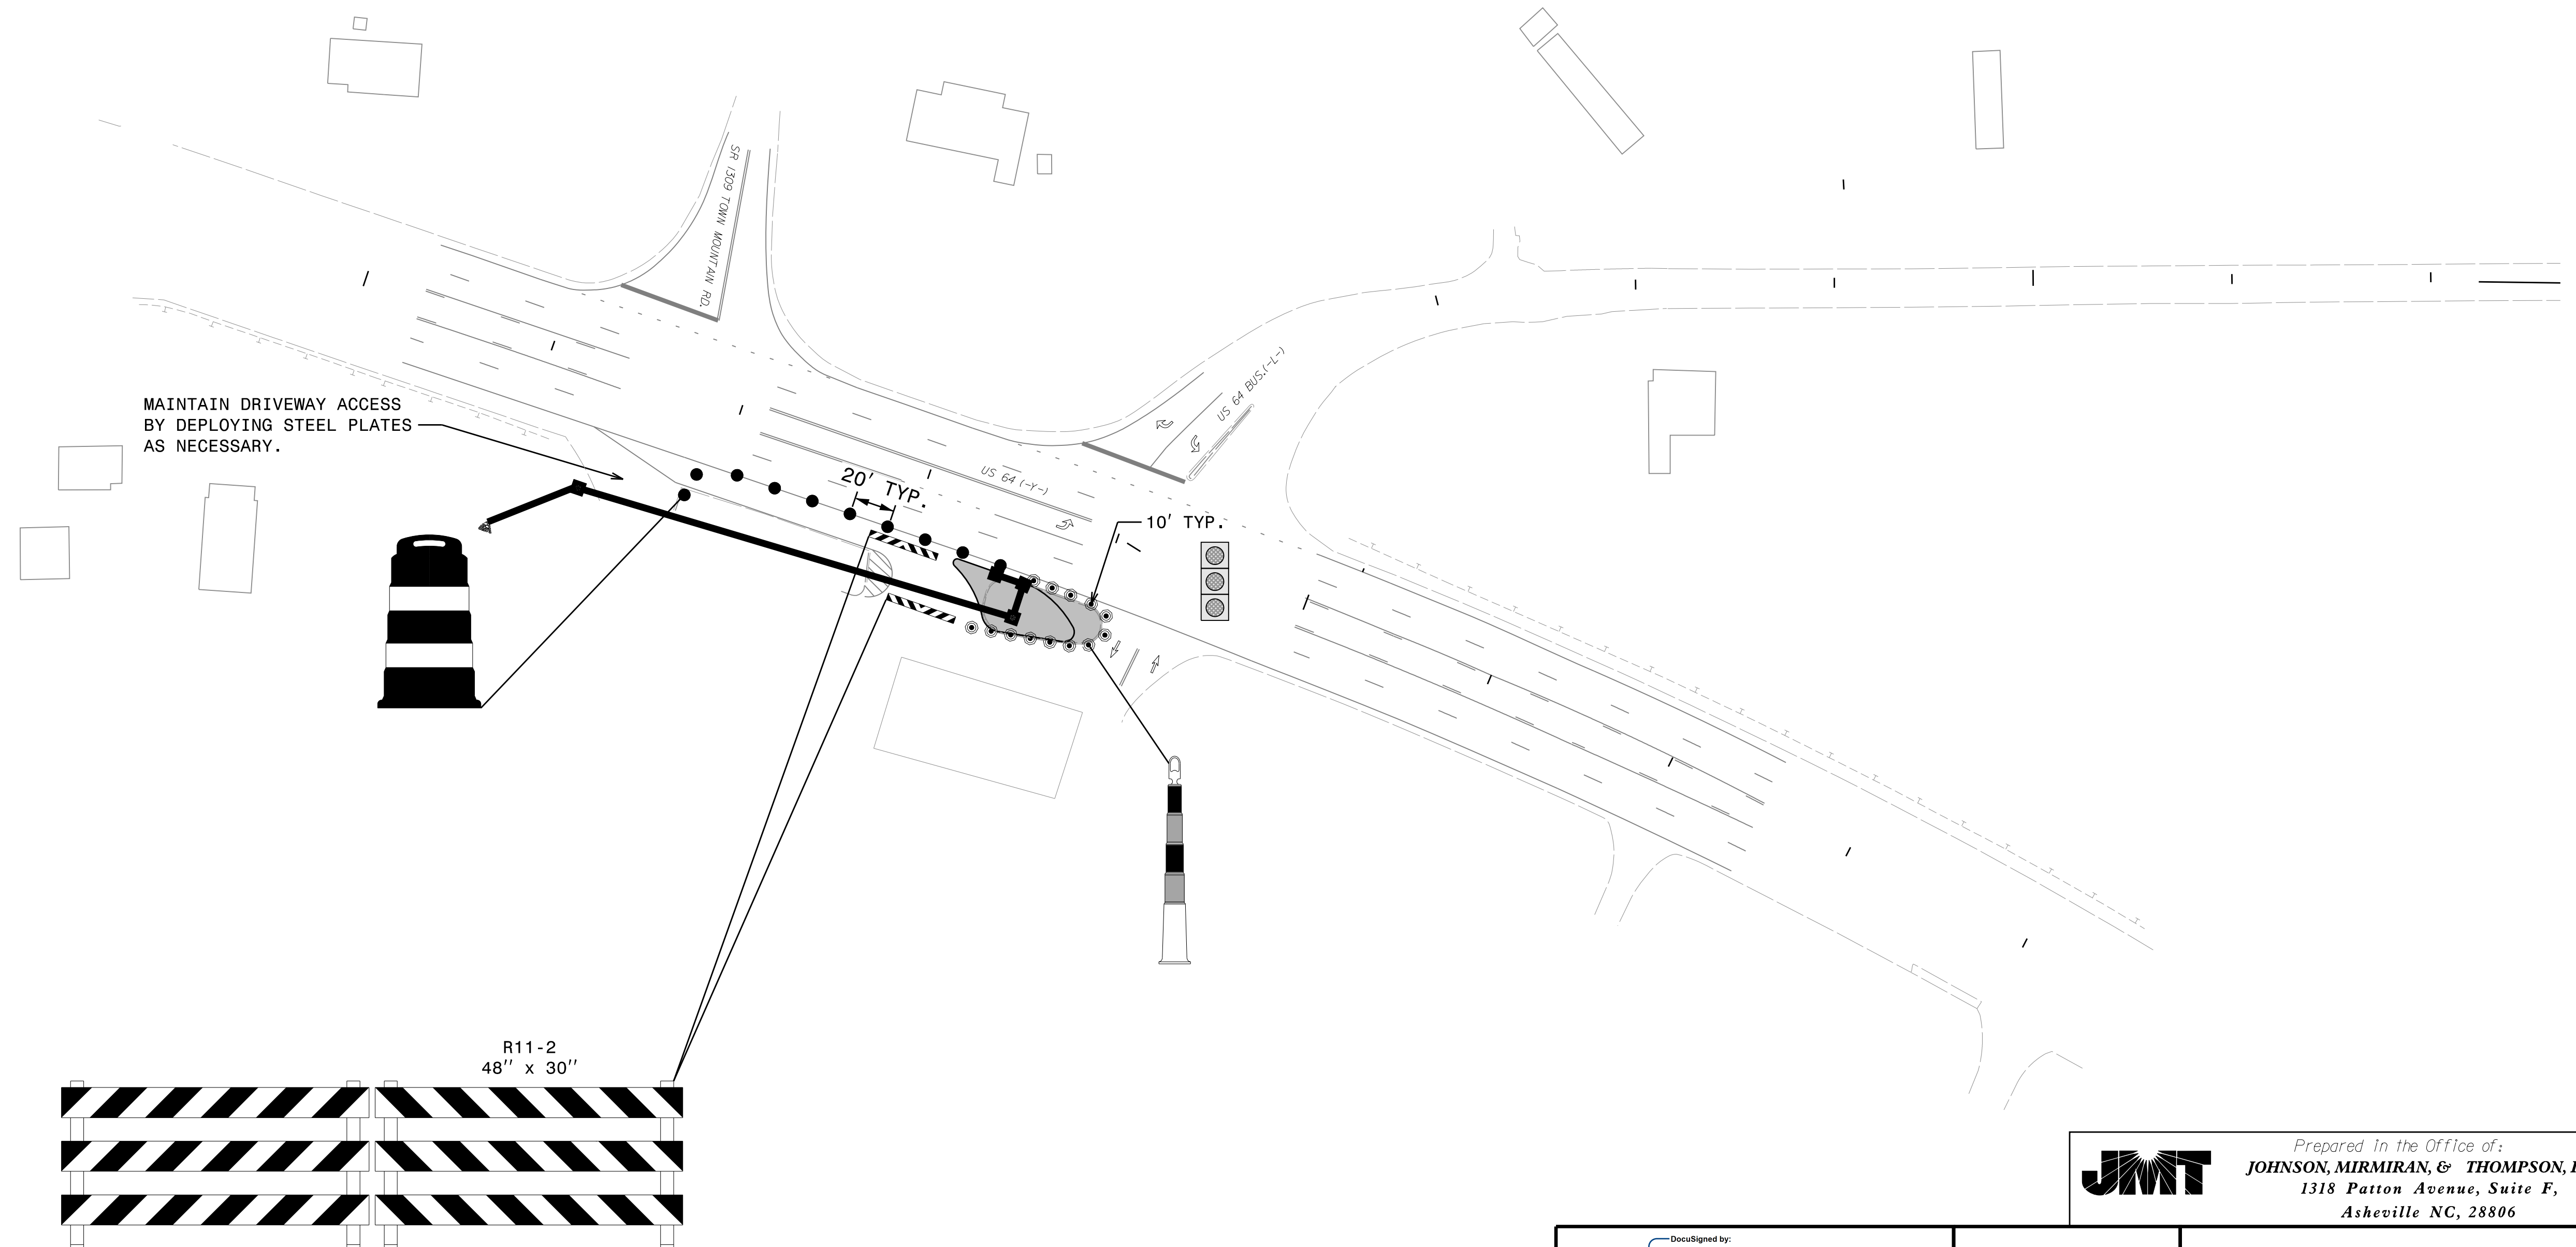 SR 1309 TOWN MOUNTAIN RD.
US 64 BUS.(-L-)
MAINTAIN DRIVEWAY ACCESS
BY DEPLOYING STEEL PLATES
AS NECESSARY.
20' TYP.
US 64 (-Y-)
10' TYP.
R11-2
48" x 30"
JMT
Prepared in the Office of:
JOHNSON, MIRMIRAN, & THOMPSON,
1318 Patton Avenue, Suite F,
Asheville NC, 28806
DocuSigned by: